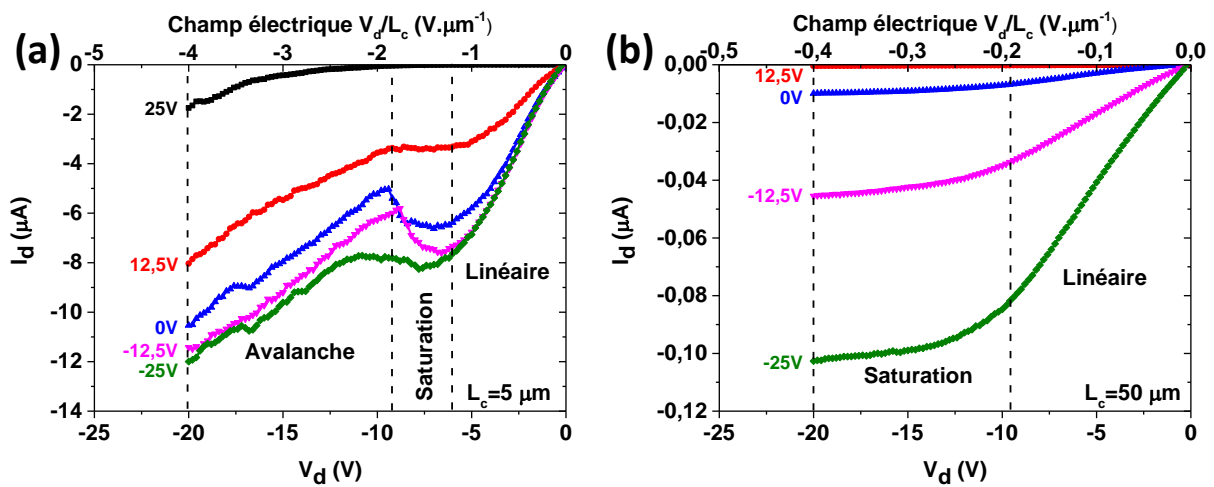 (a)
Champ électrique V_d/L_c (V.µm⁻¹)
-5 -4 -3 -2 -1 0
0
-2
-4
-6
-8
-10
-12
-14
I_d (µA)
25V
12,5V
0V
-12,5V
-25V
Avalanche
Saturation
Linéaire
L_c=5 µm
-25 -20 -15 -10 -5 0
V_d (V)
(b)
Champ électrique V_d/L_c (V.µm⁻¹)
-0,5 -0,4 -0,3 -0,2 -0,1 0,0
0,00
-0,02
-0,04
-0,06
-0,08
-0,10
-0,12
I_d (µA)
12,5V
0V
-12,5V
-25V
Saturation
Linéaire
L_c=50 µm
-25 -20 -15 -10 -5 0
V_d (V)